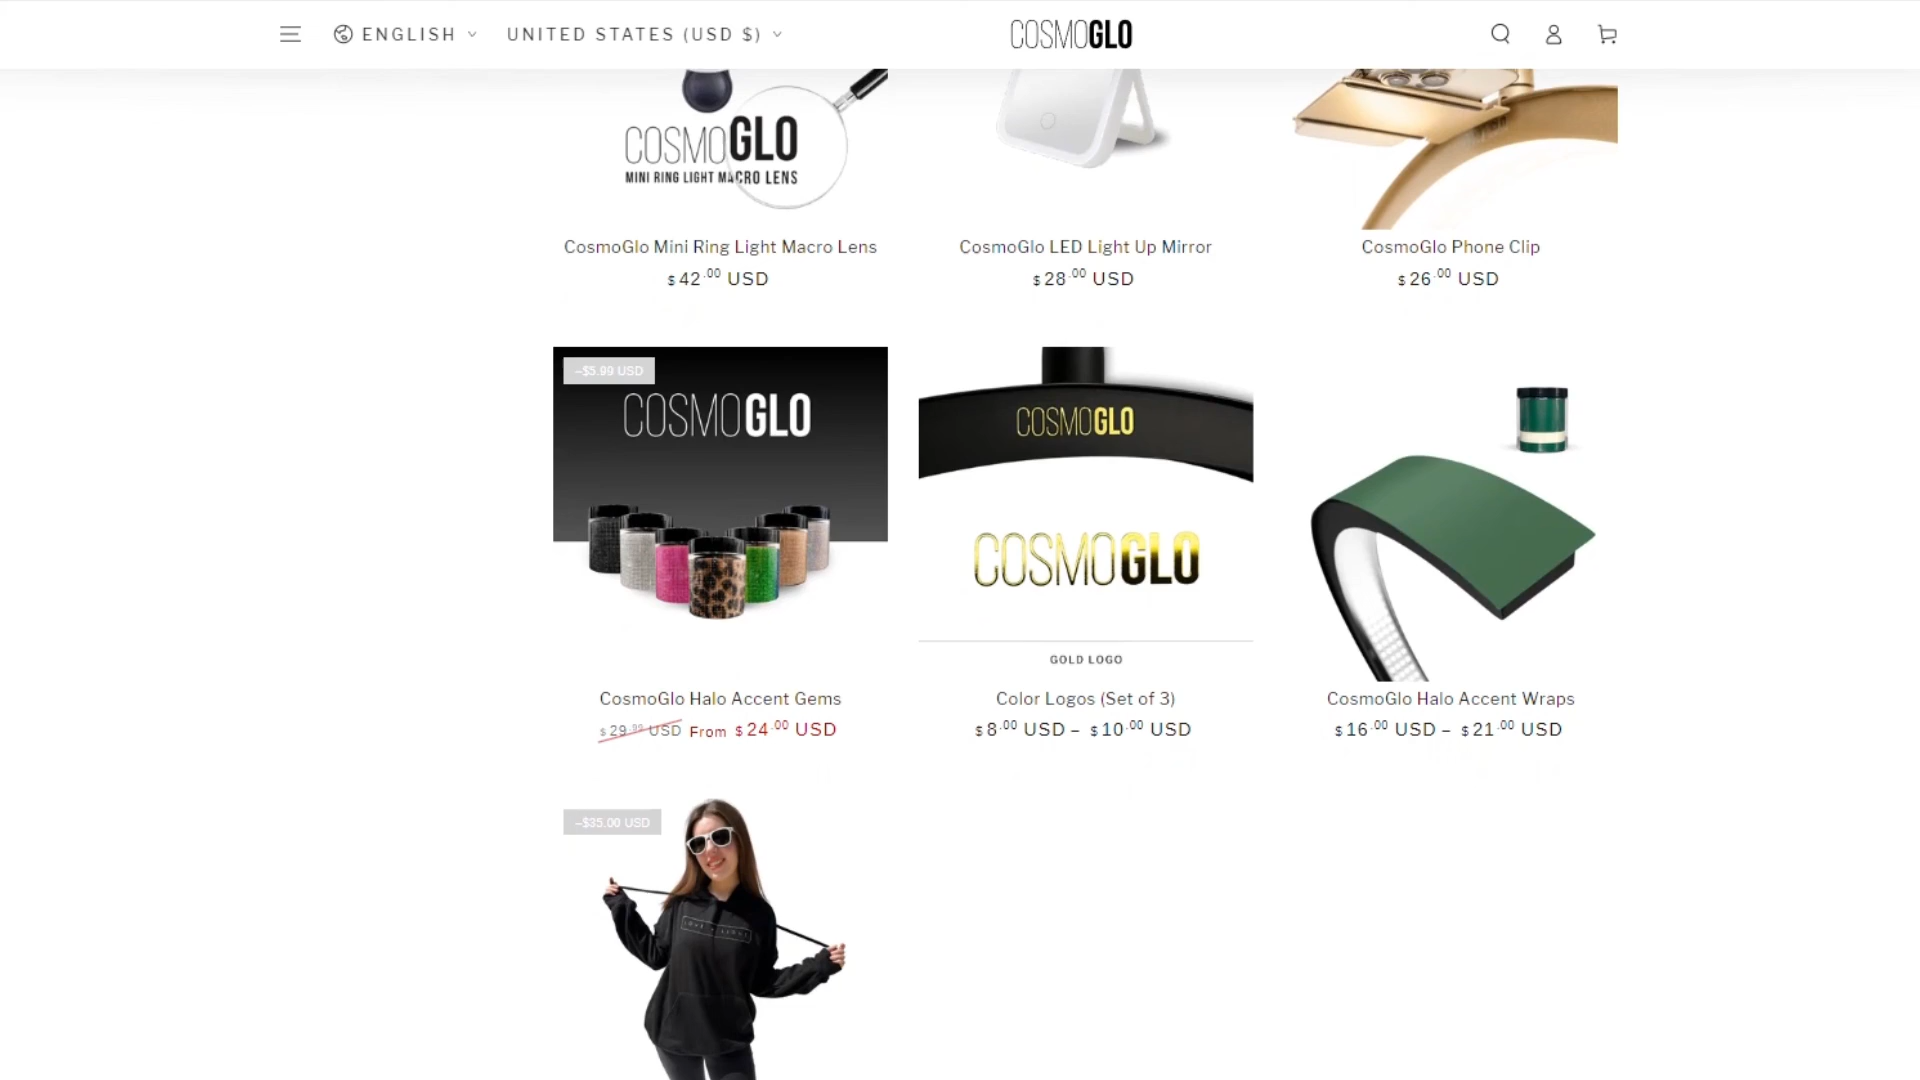 ENGLISH
UNITED STATES (USD $)
COSMOGLO
COSMOGLO
MINI RING LIGHT MACRO LENS
CosmoGlo Mini Ring Light Macro Lens
$42.00 USD
CosmoGlo LED Light Up Mirror
$28.00 USD
CosmoGlo Phone Clip
$26.00 USD
–$5.99 USD
COSMOGLO
COSMOGLO
COSMOGLO
GOLD LOGO
CosmoGlo Halo Accent Gems
$29.99 USD From $24.00 USD
Color Logos (Set of 3)
$8.00 USD – $10.00 USD
CosmoGlo Halo Accent Wraps
$16.00 USD – $21.00 USD
–$35.00 USD